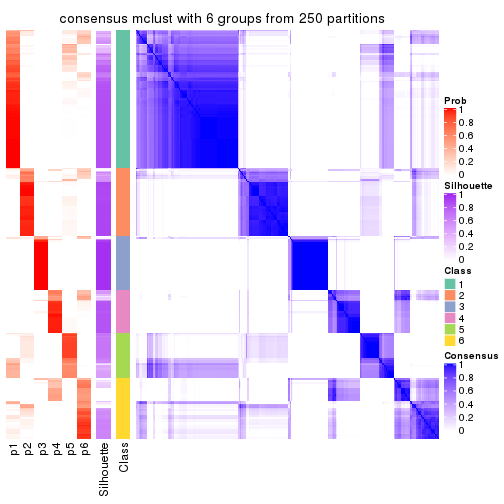 consensus mclust with 6 groups from 250 partitions
Prob
1
0.8
0.6
0.4
0.2
0
Silhouette
1
0.8
0.6
0.4
0.2
0
Class
1
2
3
4
5
6
Consensus
1
0.8
0.6
0.4
0.2
0
p1
p2
p3
p4
p5
p6
Silhouette
Class